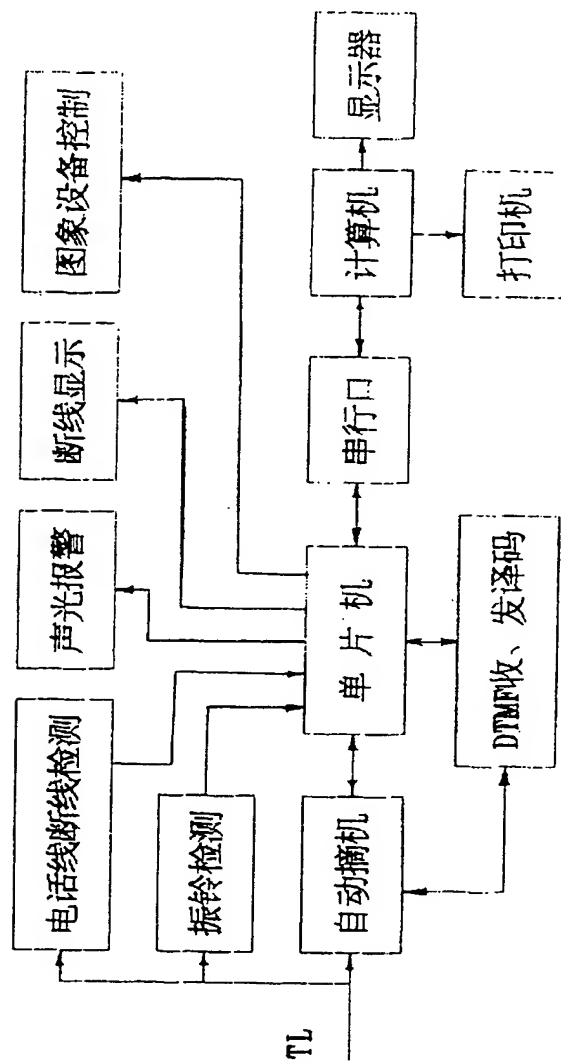 电话线断线检测
声光报警
断线显示
图象设备控制
振铃检测
TL
自动摘机
单片机
串行口
计算机
显示器
DTMF收、发译码
打印机